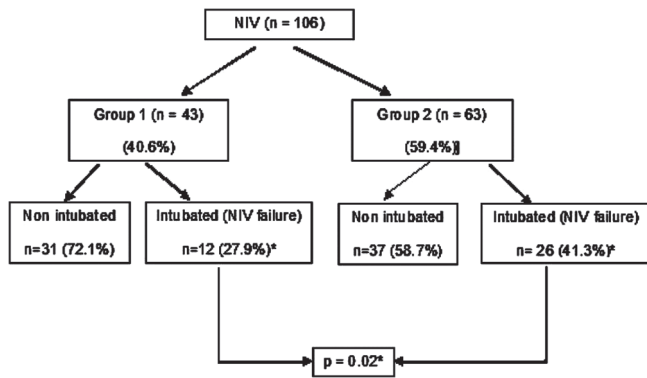 NIV (n = 106)
Group 1 (n = 43)
(40.6%)
Group 2 (n = 63)
(59.4%)]
Non intubated
n=31 (72.1%)
Intubated (NIV failure)
n=12 (27.9%)*
Non intubated
n=37 (58.7%)
Intubated (NIV failure)
n= 26 (41.3%)*
p = 0.02*